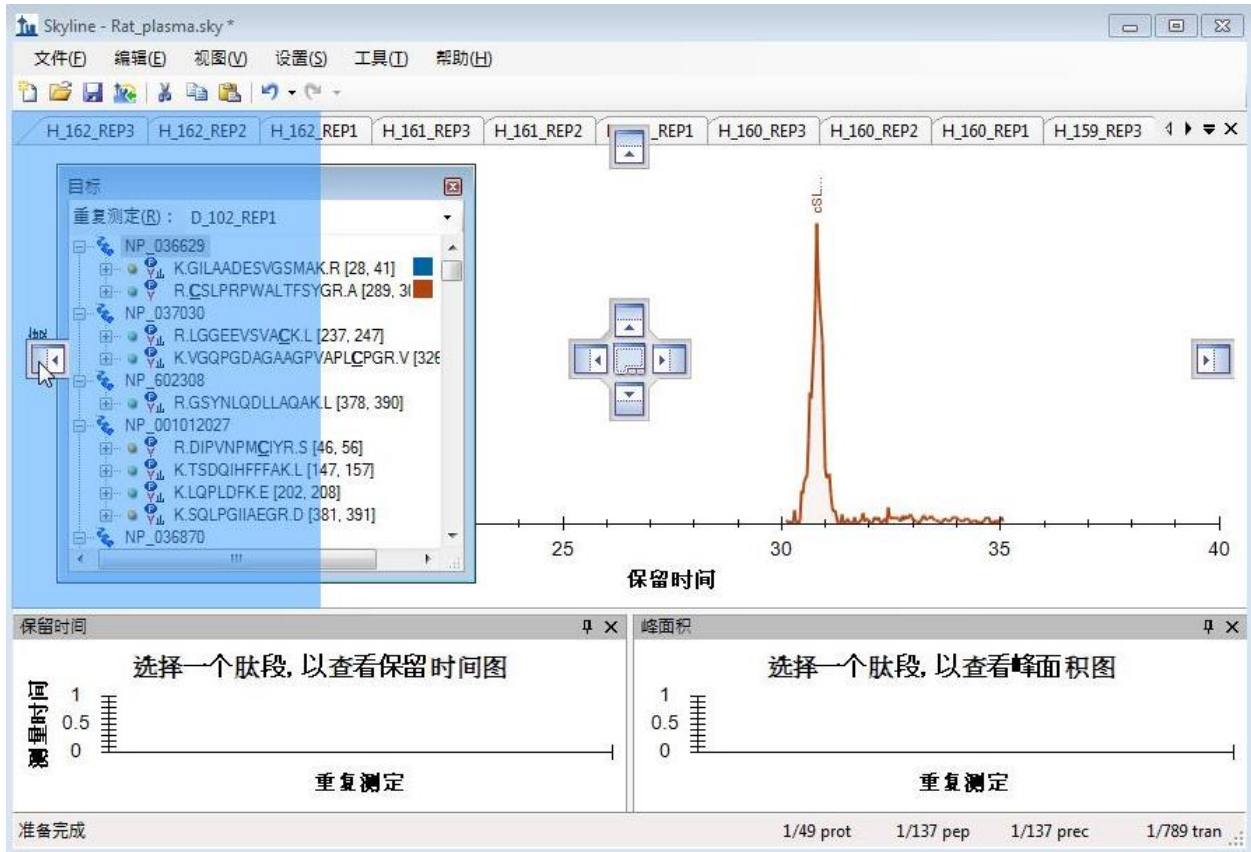 Skyline - Rat_plasma.sky *
文件(F) 编辑(E) 视图(V) 设置(S) 工具(T) 帮助(H)
H_162_REP3 H_162_REP2 H_162_REP1 H_161_REP3 H_161_REP2 _REP1 H_160_REP3 H_160_REP2 H_160_REP1 H_159_REP3
目标
重复测定(R): D_102_REP1
NP_036629
K.GILAADESVGSMAK.R [28, 41]
R.CSLPRPWALTFSYGR.A [289, 3
NP_037030
R.LGGEEVSVACK.L [237, 247]
K.VGQPGDAGAAGPVAPLCPGR.V [326
NP_602308
R.GSYNLQDLLAQAK.L [378, 390]
NP_001012027
R.DIPVNPMCIYR.S [46, 56]
K.TSDQIHFFFAK.L [147, 157]
K.LQPLDFK.E [202, 208]
K.SQLPGIIAEGR.D [381, 391]
NP_036870
cSL...
25 30 35 40
保留时间
保留时间
选择一个肽段, 以查看保留时间图
测量时间
1
0.5
0
重复测定
峰面积
选择一个肽段, 以查看峰面积图
1
0.5
0
重复测定
准备完成 1/49 prot 1/137 pep 1/137 prec 1/789 tran